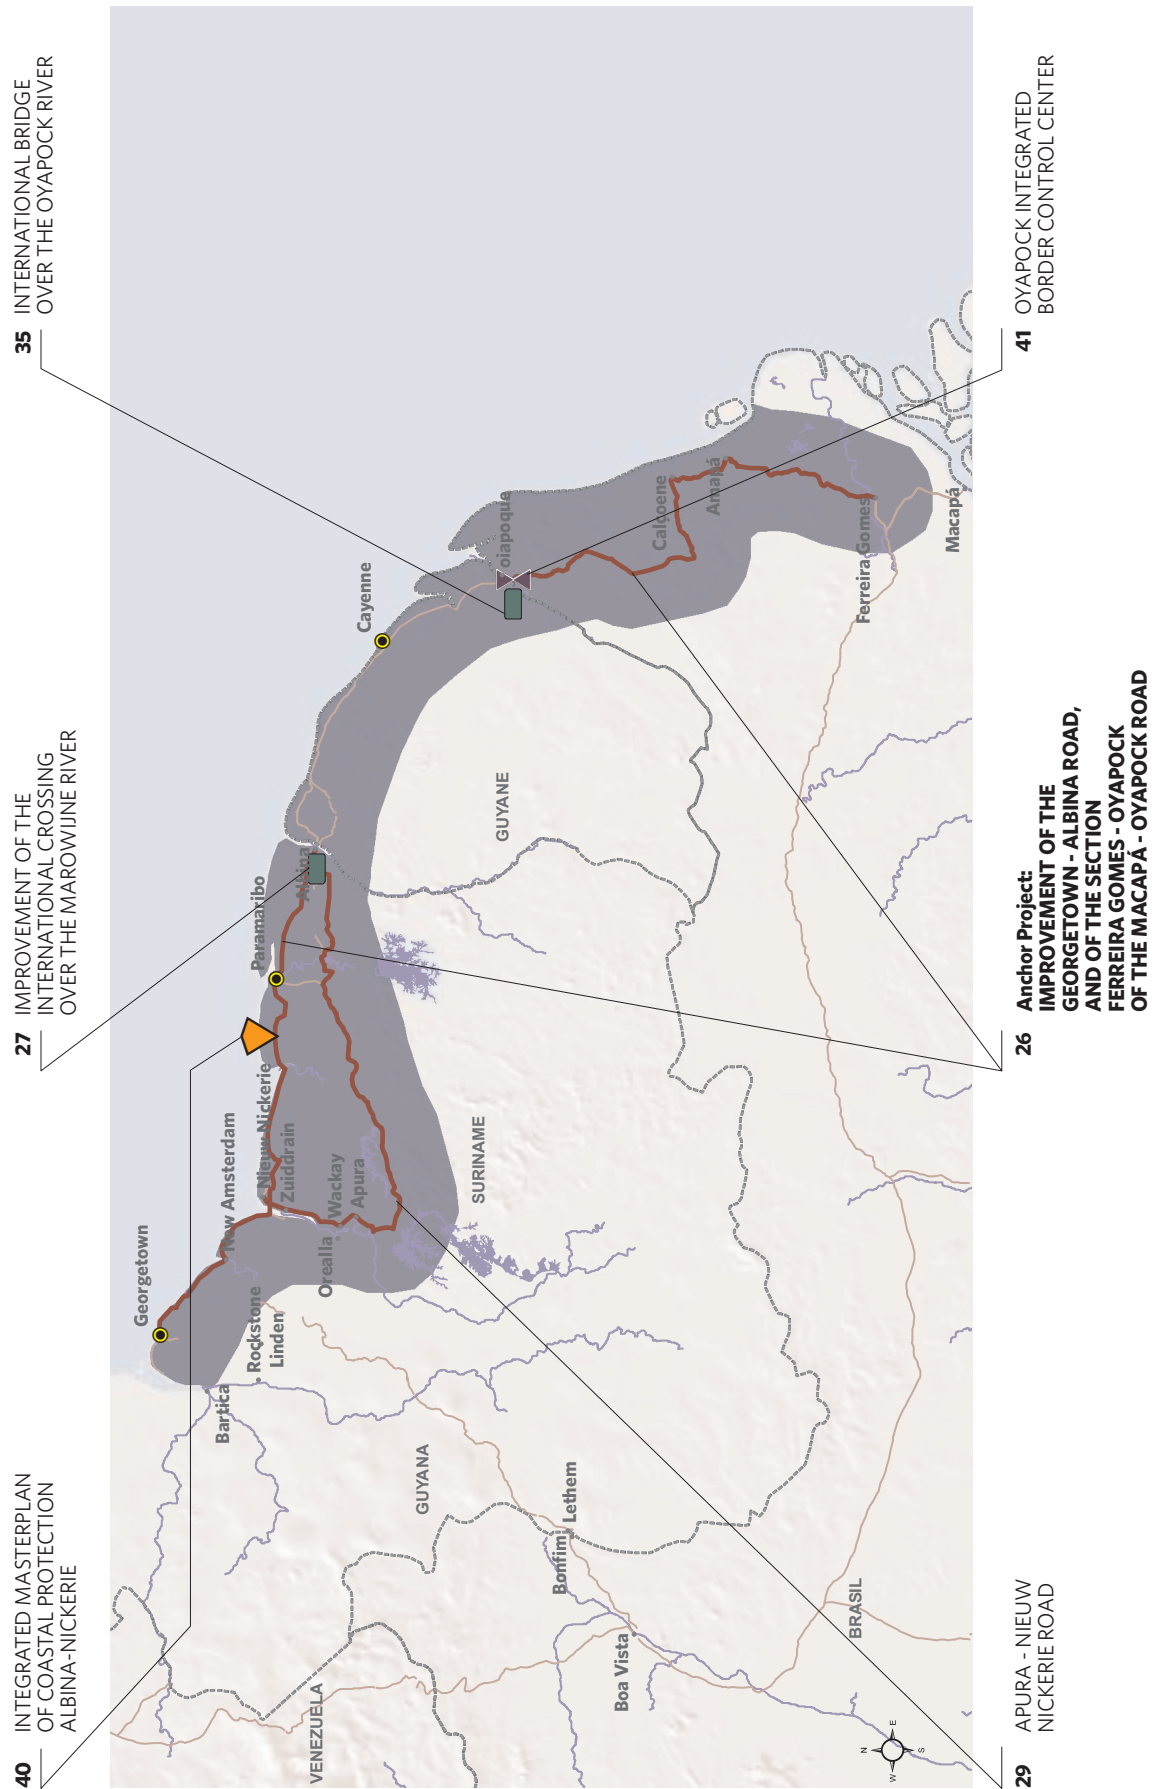 40 INTEGRATED MASTERPLAN
OF COASTAL PROTECTION
ALBINA-NICKERIE
27 IMPROVEMENT OF THE
INTERNATIONAL CROSSING
OVER THE MAROWIJNE RIVER
35 INTERNATIONAL BRIDGE
OVER THE OYAPOCK RIVER
Georgetown
New Amsterdam
Nieuw Nickerie
Zuiddrain
Paramaribo
Albina
Cayenne
Bartica
Rockstone
Linden
Orealla
Wackay
Apura
VENEZUELA
GUYANA
SURINAME
GUYANE
oiapoque
Calçoene
Amapá
Bonfim
Lethem
Boa Vista
BRASIL
Ferreira Gomes
Macapá
N
W
E
S
29 APURA - NIEUW
NICKERIE ROAD
26 Anchor Project:
IMPROVEMENT OF THE
GEORGETOWN - ALBINA ROAD,
AND OF THE SECTION
FERREIRA GOMES - OYAPOCK
OF THE MACAPÁ - OYAPOCK ROAD
41 OYAPOCK INTEGRATED
BORDER CONTROL CENTER